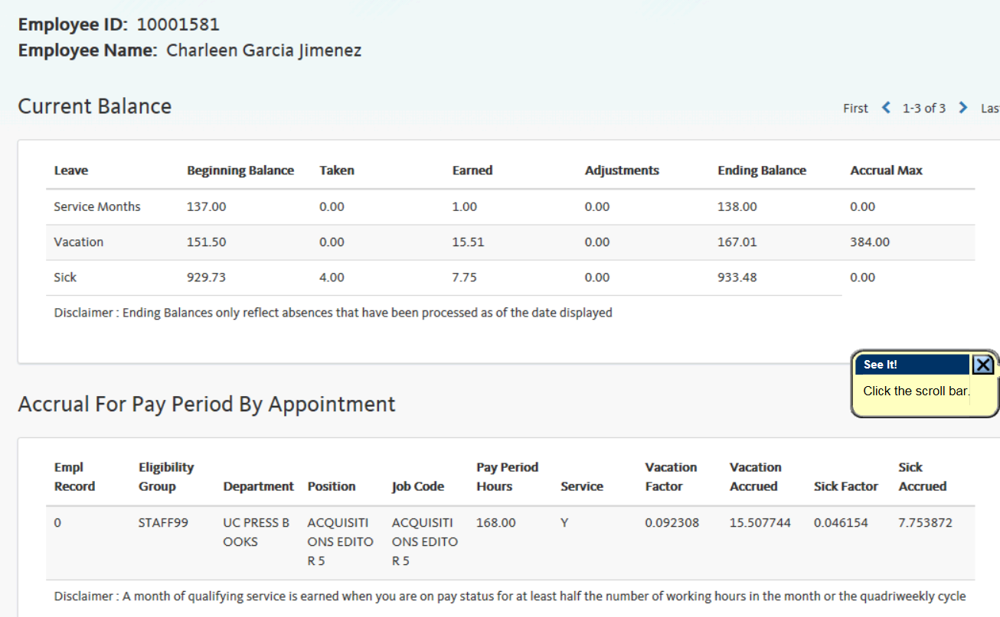 Employee ID: 10001581
Employee Name: Charleen Garcia Jimenez
Current Balance
First 1-3 of 3 Las
Leave Beginning Balance Taken Earned Adjustments Ending Balance Accrual Max
Service Months 137.00 0.00 1.00 0.00 138.00 0.00
Vacation 151.50 0.00 15.51 0.00 167.01 384.00
Sick 929.73 4.00 7.75 0.00 933.48 0.00
Disclaimer : Ending Balances only reflect absences that have been processed as of the date displayed
See It!
Click the scroll bar.
Accrual For Pay Period By Appointment
Empl Eligibility Pay Period Vacation Vacation Sick
Record Group Department Position Job Code Hours Service Factor Accrued Sick Factor Accrued
0 STAFF99 UC PRESS B ACQUISITI ACQUISITI 168.00 Y 0.092308 15.507744 0.046154 7.753872
OOKS ONS EDITO ONS EDITO
R 5 R 5
Disclaimer : A month of qualifying service is earned when you are on pay status for at least half the number of working hours in the month or the quadriweekly cycle